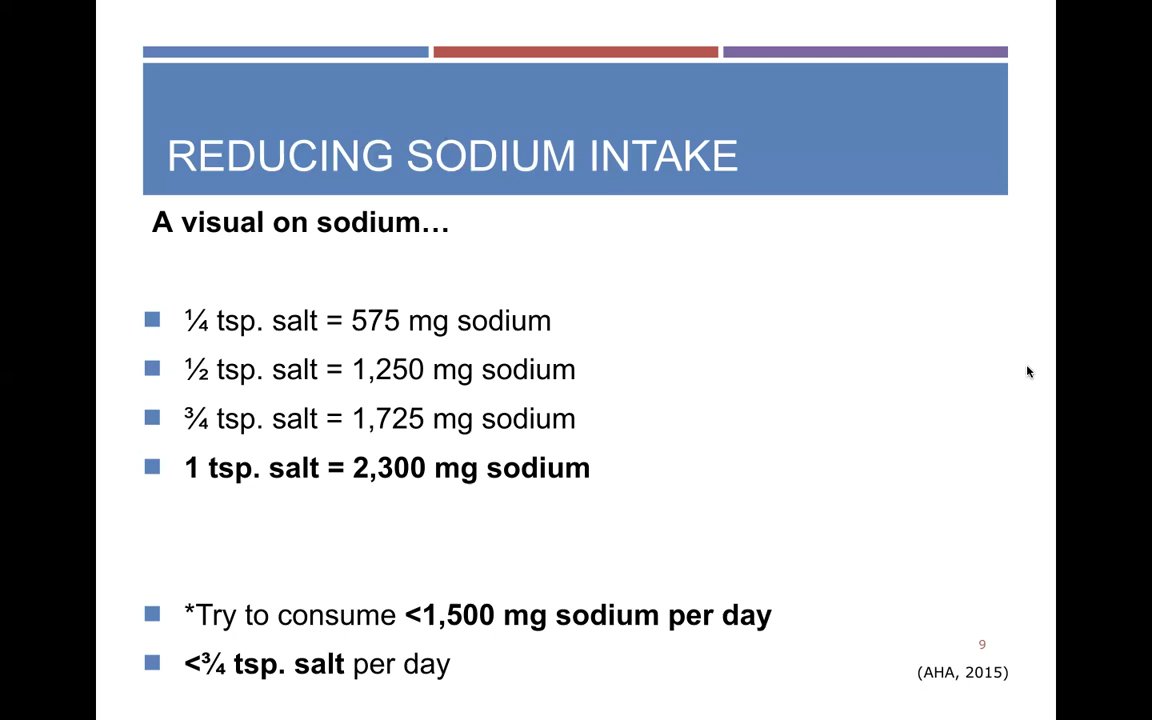 REDUCING SODIUM INTAKE
A visual on sodium…
¼ tsp. salt = 575 mg sodium
½ tsp. salt = 1,250 mg sodium
¾ tsp. salt = 1,725 mg sodium
1 tsp. salt = 2,300 mg sodium
*Try to consume <1,500 mg sodium per day
<¾ tsp. salt per day
9
(AHA, 2015)